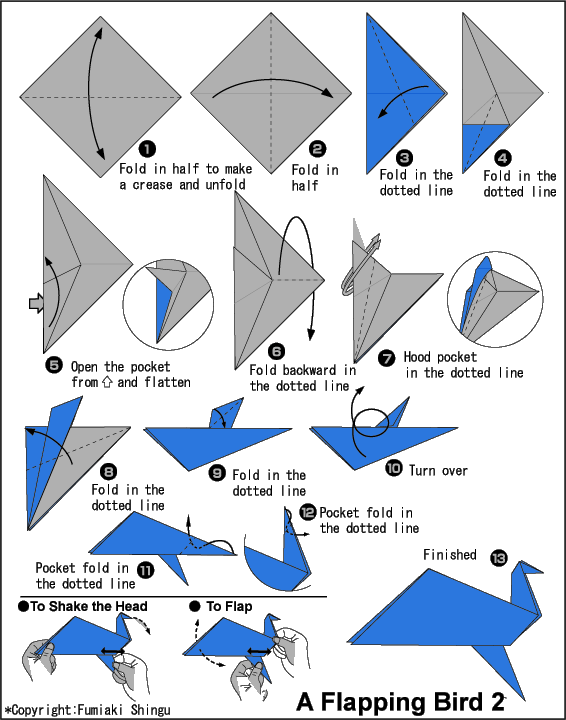 1
Fold in half to make
a crease and unfold
2
Fold in
half
3
Fold in the
dotted line
4
Fold in the
dotted line
5
Open the pocket
from ⇧ and flatten
6
Fold backward in
the dotted line
7
Hood pocket
in the dotted line
8
Fold in the
dotted line
9
Fold in the
dotted line
10
Turn over
11
Pocket fold in
the dotted line
12
Pocket fold in
the dotted line
Finished
13
●To Shake the Head
● To Flap
*Copyright:Fumiaki Shingu
A Flapping Bird 2